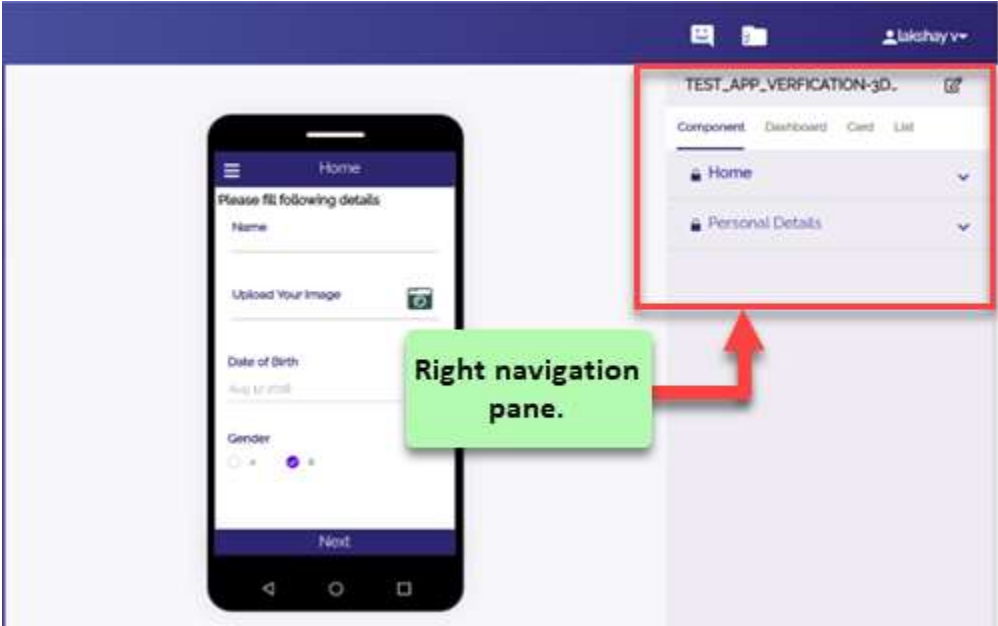 lakshay v
TEST_APP_VERFICATION-3D..
Component Dashboard Card List
Home
Personal Details
Home
Please fill following details
Name
Upload Your Image
Date of Birth
Gender
Next
Right navigation
pane.